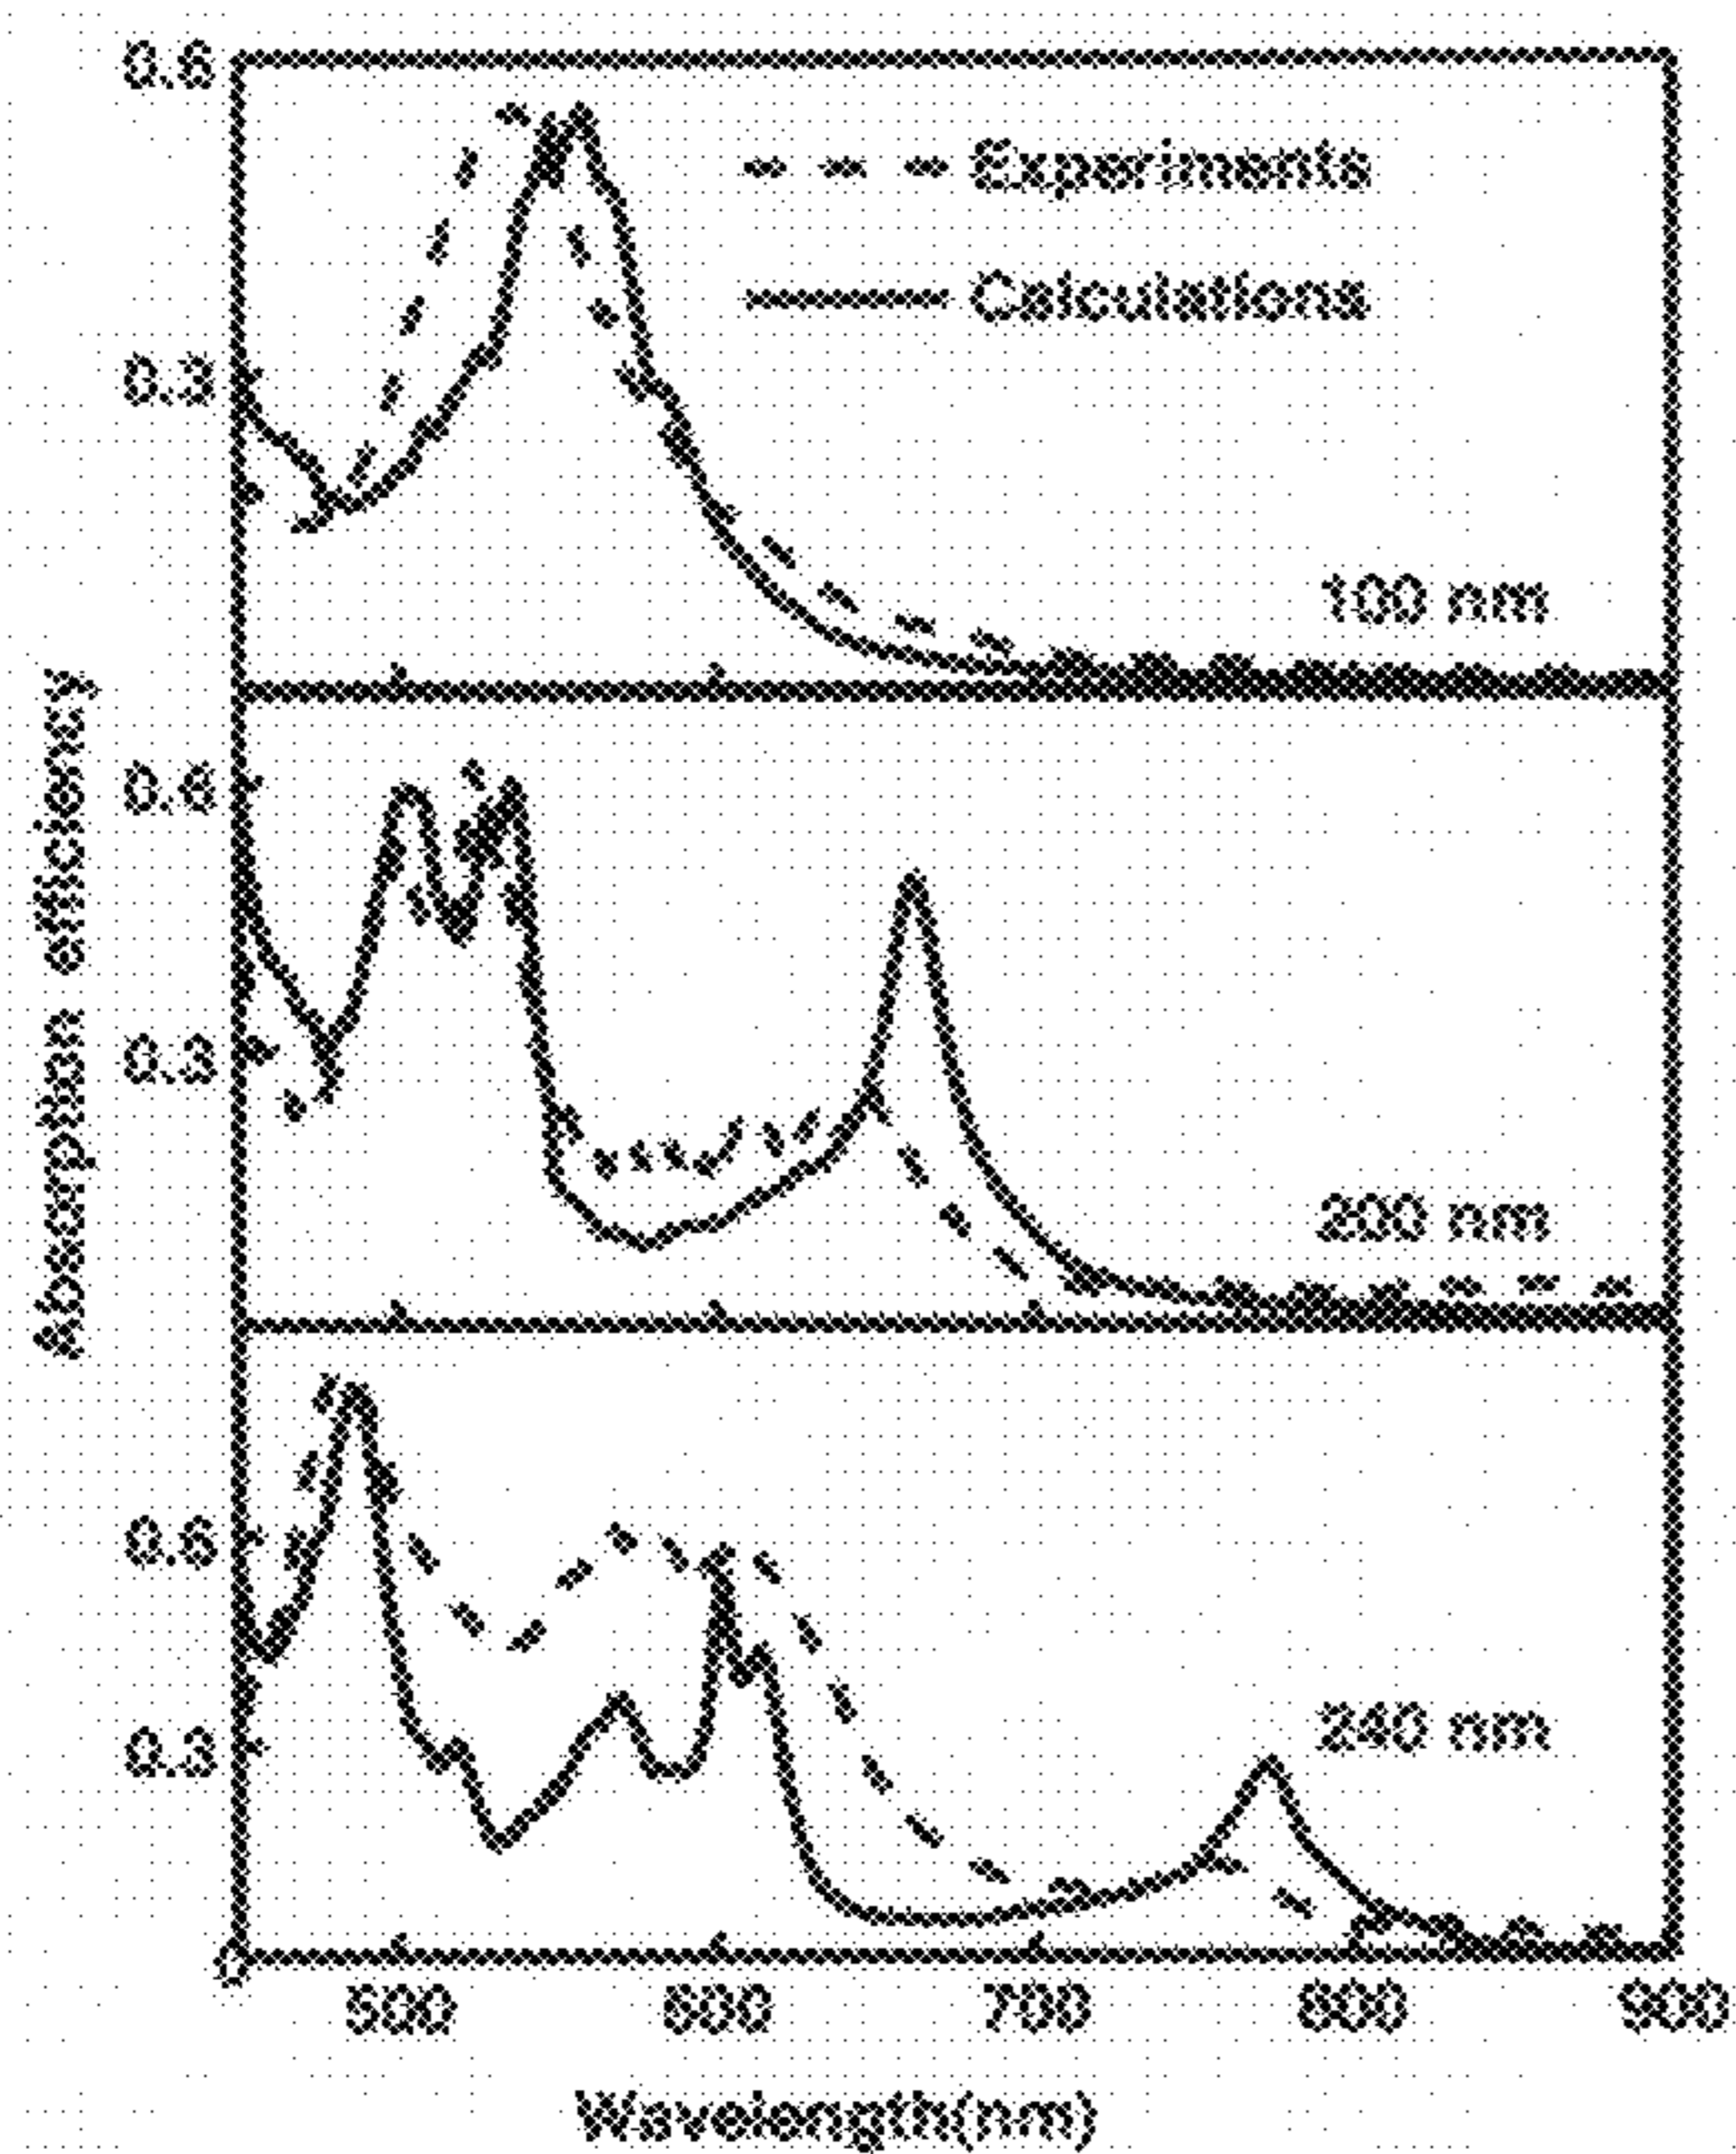 0.6
Experiments
Calculations
0.3
100 nm
Absorption efficiency
0.6
0.3
200 nm
0.6
0.3
240 nm
0
500 600 700 800 900
Wavelength(nm)